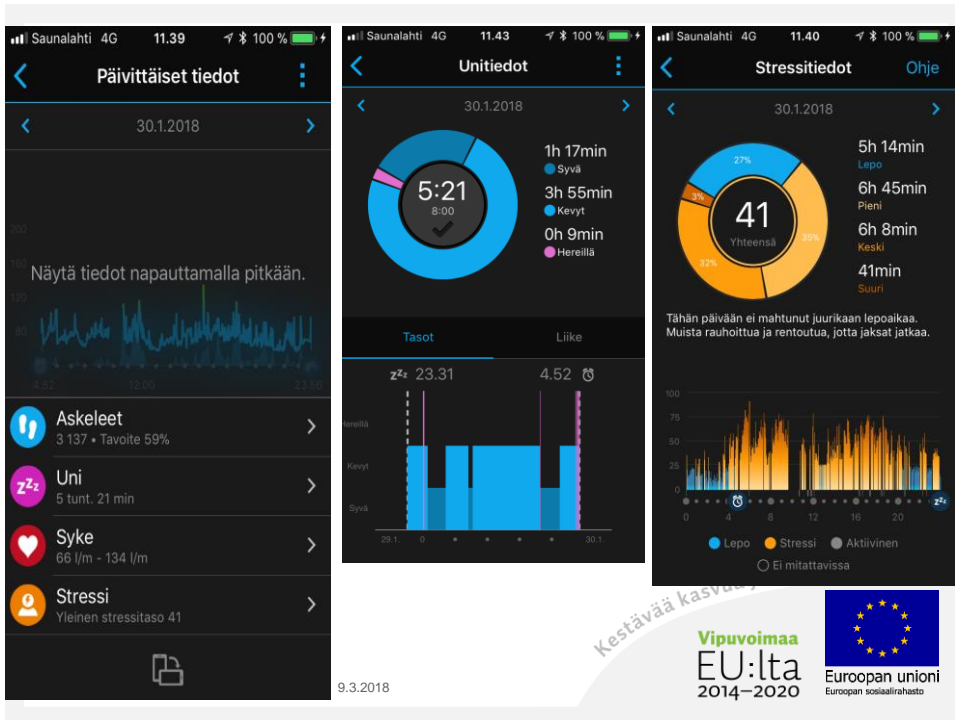 Saunalahti 4G 11.39 100 %
Päivittäiset tiedot
30.1.2018
200
160
Näytä tiedot napauttamalla pitkään.
120
80
4.52 12.00 23.56
Askeleet
3 137 • Tavoite 59%
Uni
5 tunt. 21 min
Syke
66 l/m - 134 l/m
Stressi
Yleinen stressitaso 41
Saunalahti 4G 11.43 100 %
Unitiedot
30.1.2018
5:21
8:00
1h 17min
Syvä
3h 55min
Kevyt
0h 9min
Hereillä
Tasot Liike
zZz 23.31 4.52
Hereillä
Kevyt
Syvä
29.1. 0 30.1.
Saunalahti 4G 11.40 100 %
Stressitiedot Ohje
30.1.2018
27%
3%
35%
32%
41
Yhteensä
5h 14min
Lepo
6h 45min
Pieni
6h 8min
Keski
41min
Suuri
Tähän päivään ei mahtunut juurikaan lepoaikaa.
Muista rauhoittua ja rentoutua, jotta jaksat jatkaa.
100
75
50
25
0
0 4 8 12 16 20
Lepo Stressi Aktiivinen
Ei mitattavissa
Kestävää
Vipuvoimaa
EU:lta
2014–2020
Euroopan unioni
Euroopan sosiaalirahasto
9.3.2018